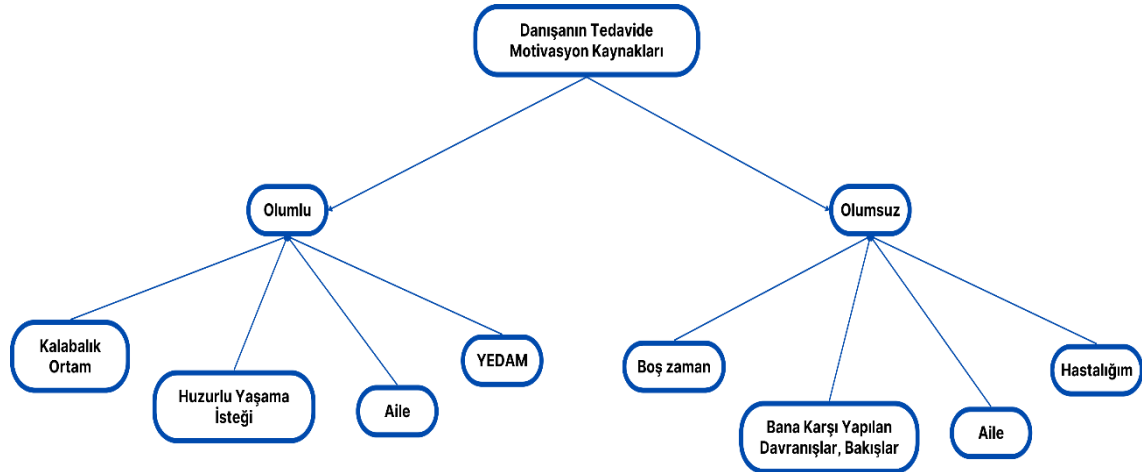 Danışanın Tedavide
Motivasyon Kaynakları
Olumlu
Olumsuz
Kalabalık
Ortam
Huzurlu Yaşama
İsteği
Aile
YEDAM
Boş zaman
Bana Karşı Yapılan
Davranışlar, Bakışlar
Aile
Hastalığım